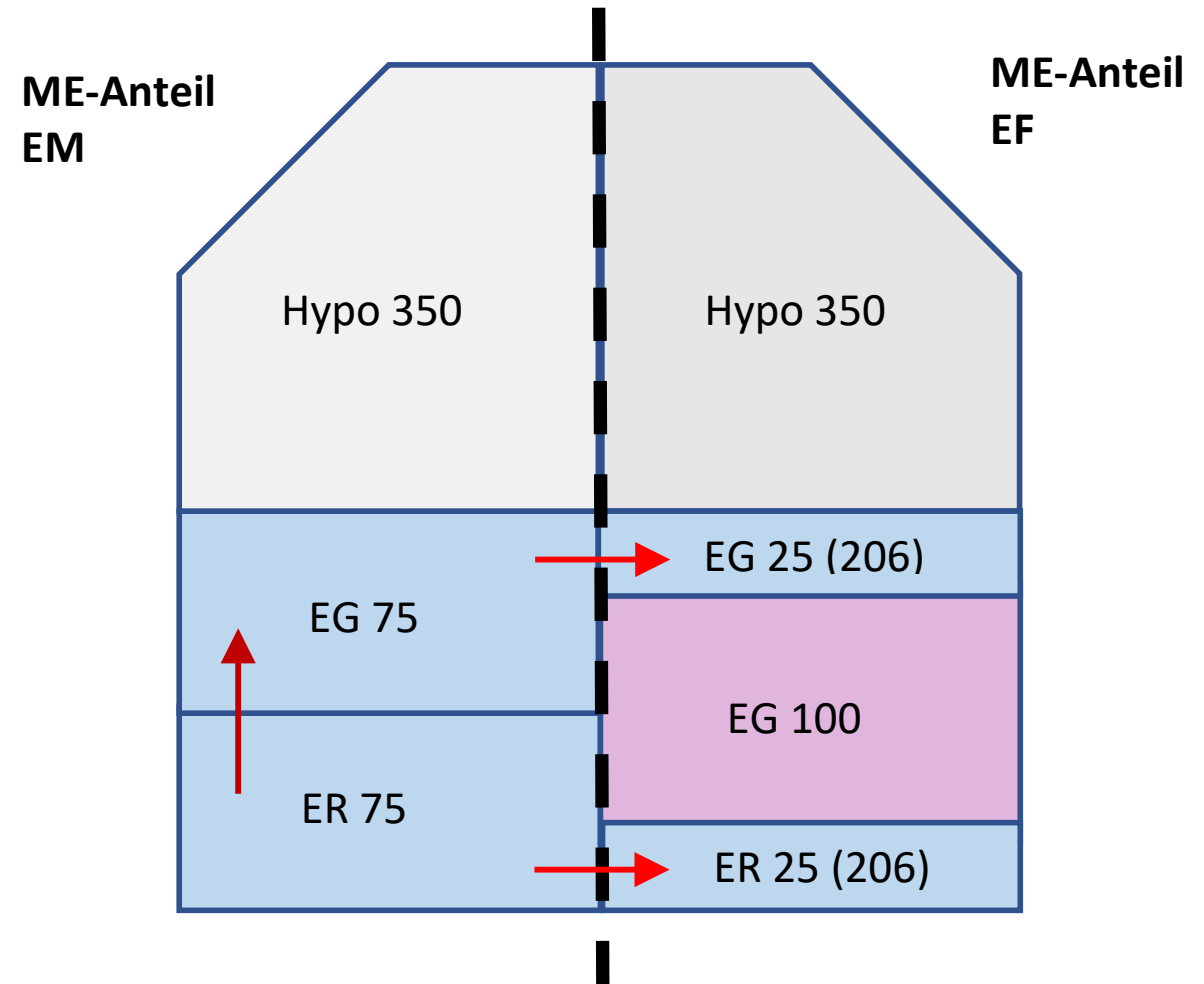 ME-Anteil
EM
ME-Anteil
EF
Hypo 350
Hypo 350
EG 25 (206)
EG 75
EG 100
ER 75
ER 25 (206)